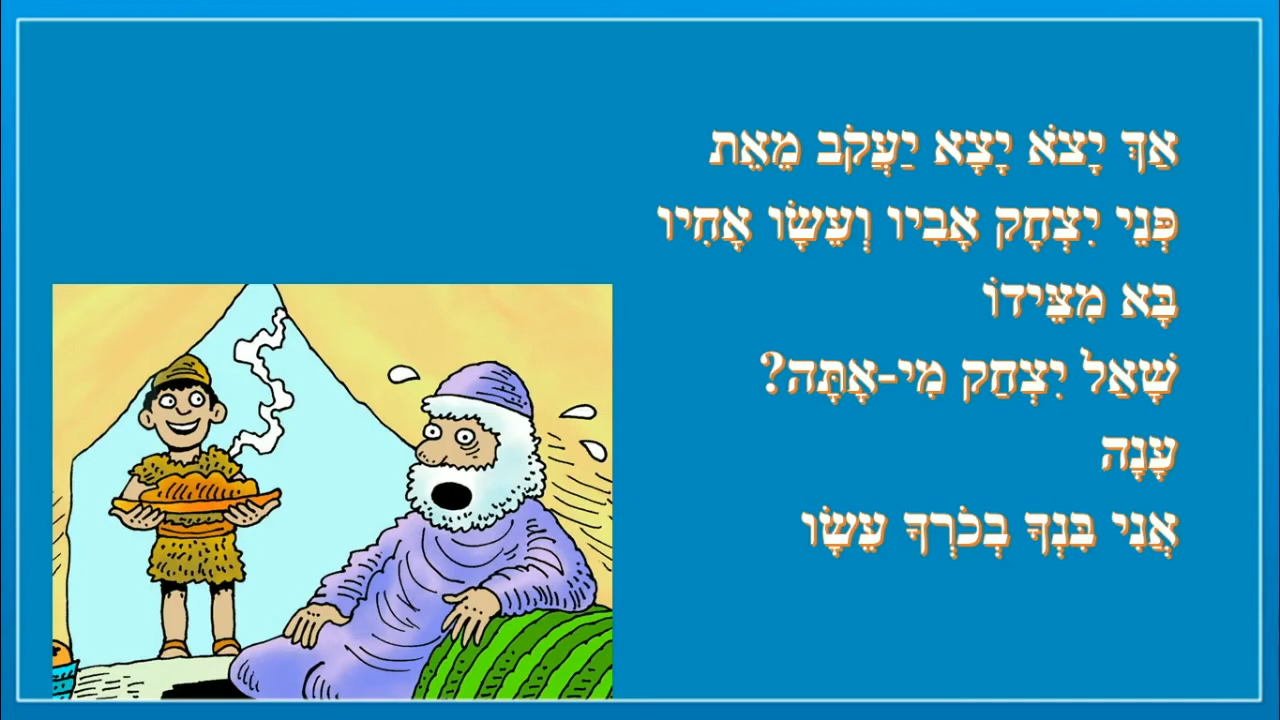 אַךְ יָצֹא יָצָא יַעֲקֹב מֵאֵת
פְּנֵי יִצְחָק אָבִיו וְעֵשָׂו אָחִיו
בָּא מִצֵּידוֹ
שָׁאַל יִצְחַק מִי-אָתָּה?
עָנָה
אֲנִי בִּנְךָ בְכֹרְךָ עֵשָׂו